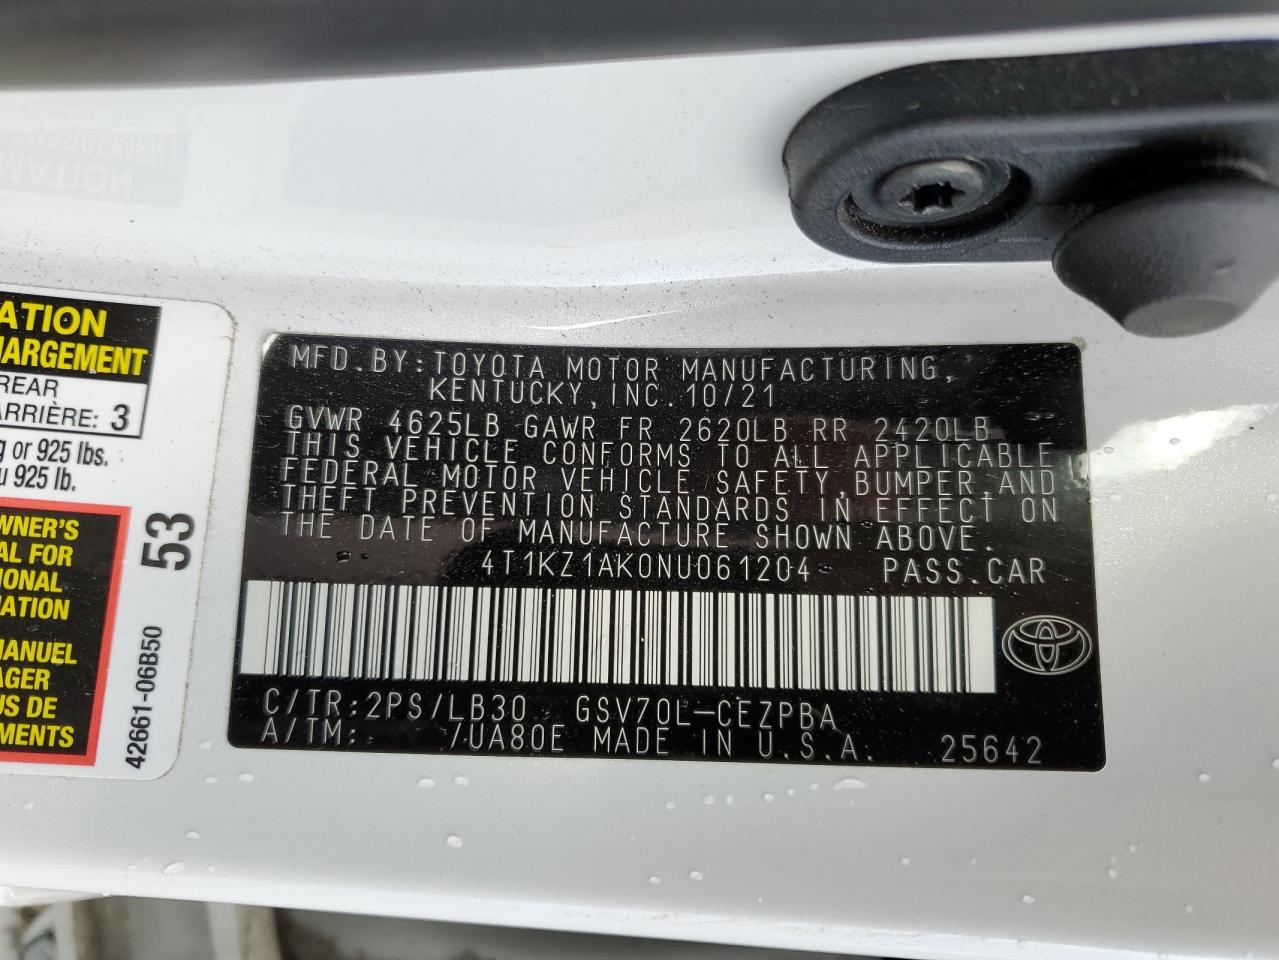 ATION
HARGEMENT
REAR
ARRIÈRE: 3
g or 925 lbs.
u 925 lb.
WNER'S
AL FOR
TIONAL
MATION
MANUEL
AGER
US DE
MENTS
53
42661-06B50
MFD.BY:TOYOTA MOTOR MANUFACTURING,
KENTUCKY,INC.10/21
GVWR 4625LB GAWR FR 2620LB RR 2420LB
THIS VEHICLE CONFORMS TO ALL APPLICABLE
FEDERAL MOTOR VEHICLE SAFETY,BUMPER,AND
THEFT PREVENTION STANDARDS IN EFFECT ON
THE DATE OF MANUFACTURE SHOWN ABOVE.
4T1KZ1AK0NU061204 PASS.CAR
C/TR:2PS/LB30 GSV70L-CEZPBA
A/TM: /UA80E MADE IN U.S.A. 25642